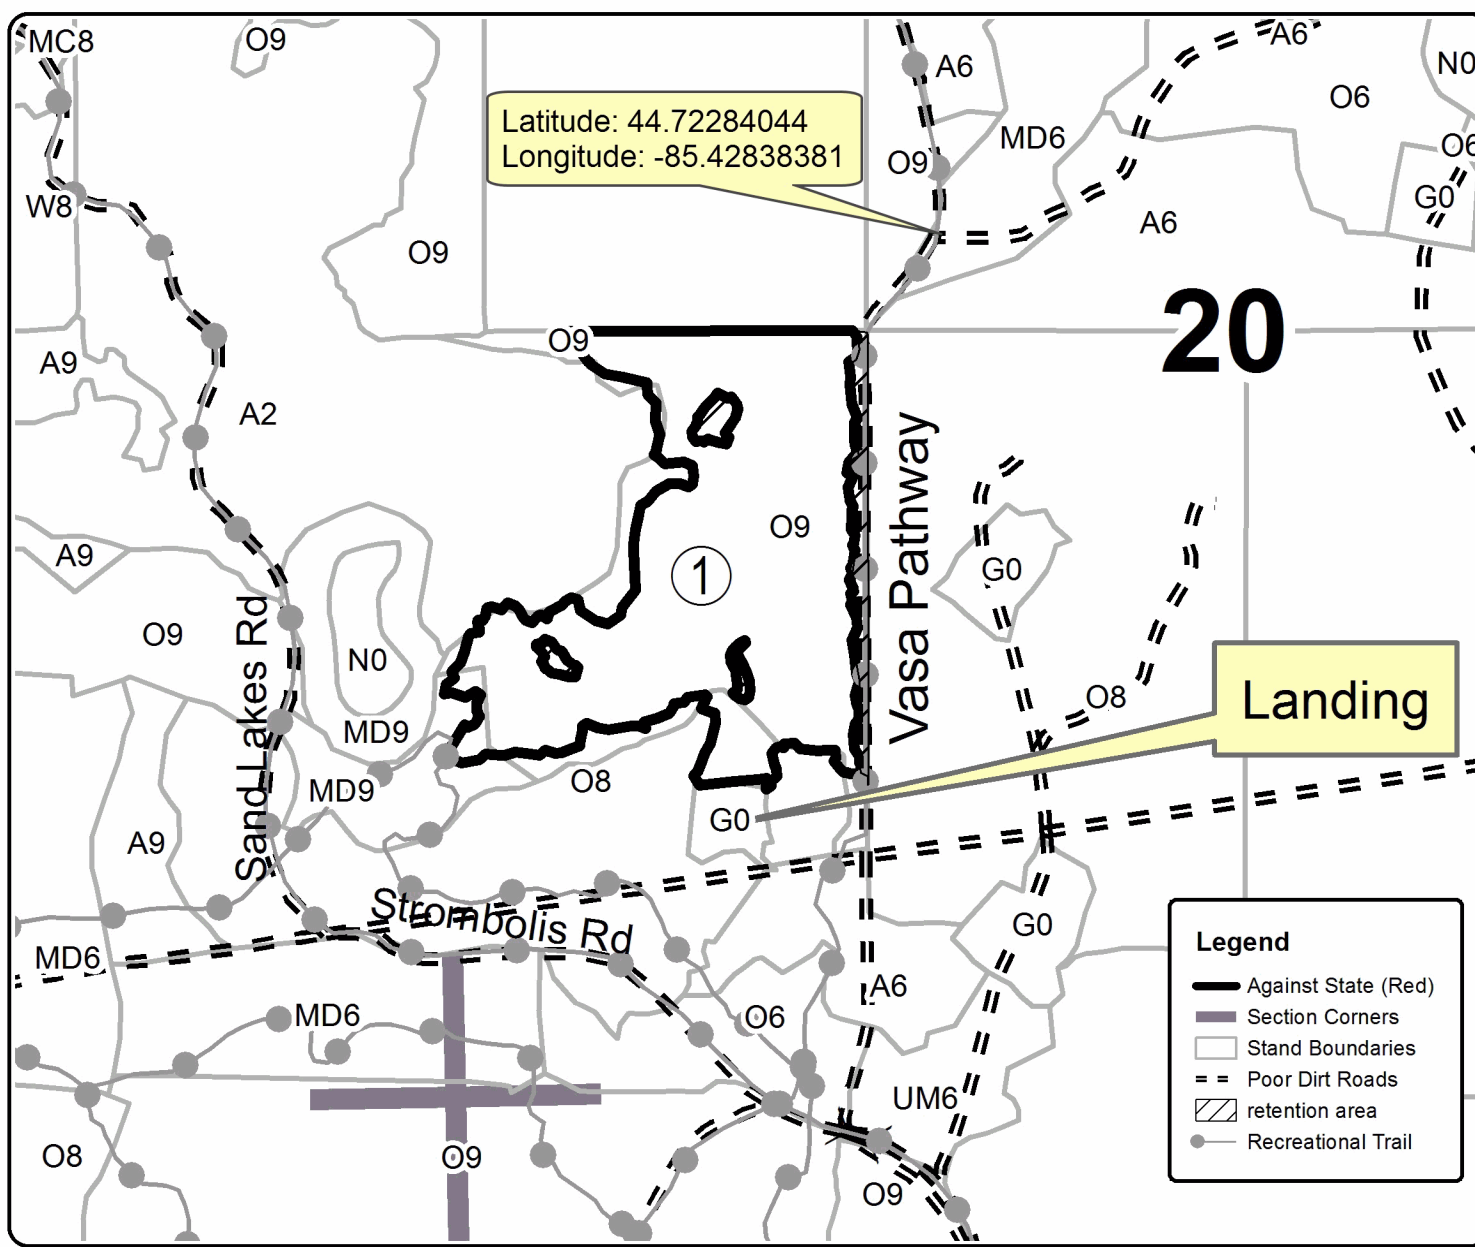 MC8
O9
A6
A6
N0
O6
Latitude: 44.72284044
Longitude: -85.42838381
MD6
O6
O9
G0
W8
A6
O9
20
O9
A9
A2
Vasa Pathway
O9
A9
G0
1
O9
Sand Lakes Rd
N0
O8
Landing
MD9
O8
MD9
G0
A9
Strombolis Rd
G0
MD6
A6
MD6
O6
UM6
O8
O9
O9
Legend
Against State (Red)
Section Corners
Stand Boundaries
Poor Dirt Roads
retention area
Recreational Trail